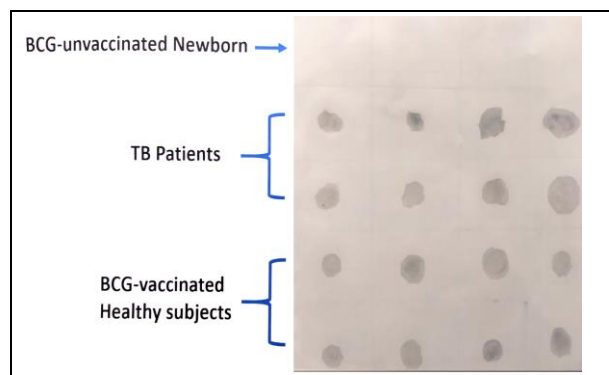 BCG-unvaccinated Newborn
TB Patients
BCG-vaccinated
Healthy subjects